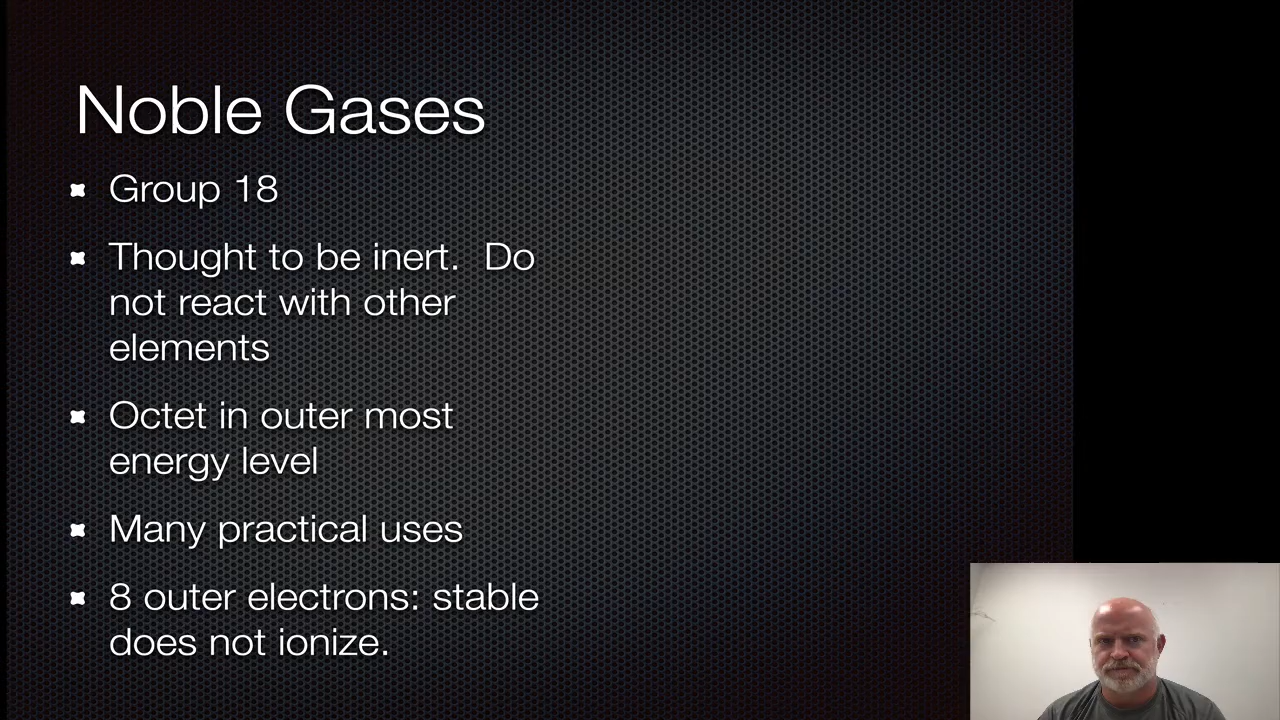 Noble Gases
Group 18
Thought to be inert.  Do
not react with other
elements
Octet in outer most
energy level
Many practical uses
8 outer electrons: stable
does not ionize.